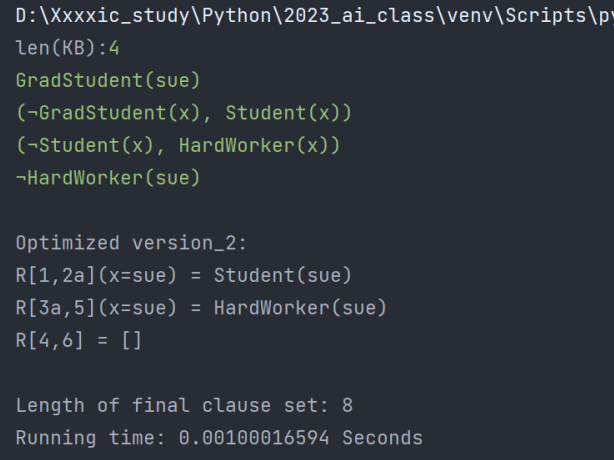 D:\Xxxxic_study\Python\2023_ai_class\venv\Scripts\py
len(KB):4
GradStudent(sue)
(¬GradStudent(x), Student(x))
(¬Student(x), HardWorker(x))
¬HardWorker(sue)
Optimized version_2:
R[1,2a](x=sue) = Student(sue)
R[3a,5](x=sue) = HardWorker(sue)
R[4,6] = []
Length of final clause set: 8
Running time: 0.00100016594 Seconds